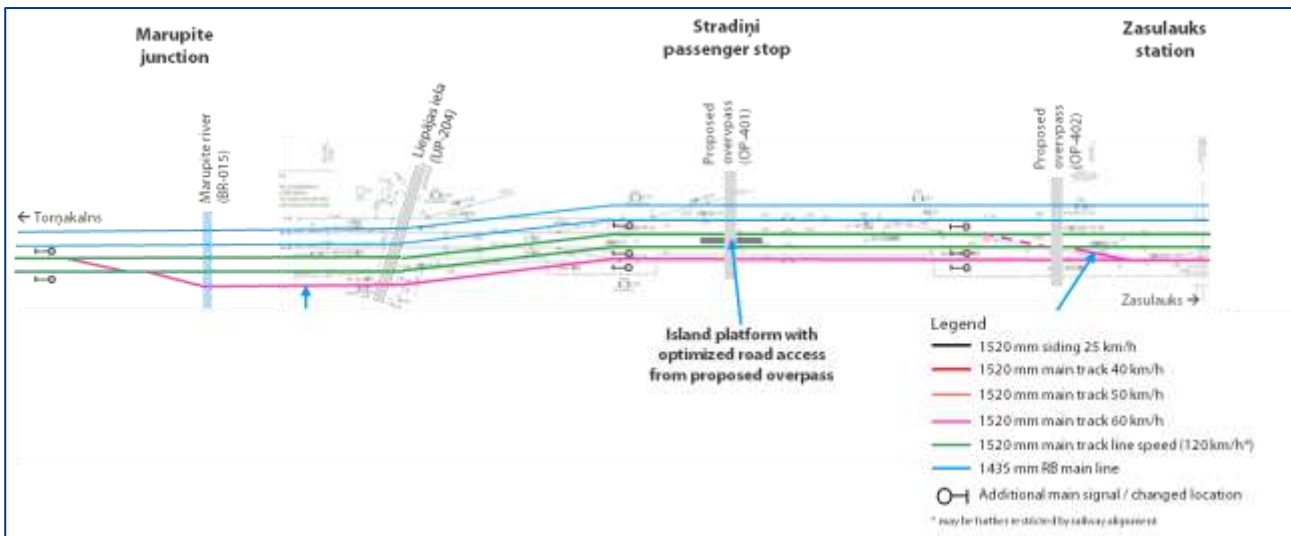 Marupite
junction
Stradiņi
passenger stop
Zasulauks
station
Marupite river
(BR-015)
Liepājas iela
(UP-204)
Proposed
overvpass
(OP-401)
Proposed
overvpass
(OP-402)
← Torņakalns
Zasulauks →
Island platform with
optimized road access
from proposed overpass
Legend
1520 mm siding 25 km/h
1520 mm main track 40 km/h
1520 mm main track 50 km/h
1520 mm main track 60 km/h
1520 mm main track line speed (120 km/h*)
1435 mm RB main line
Additional main signal / changed location
* may be further restricted by railway alignment